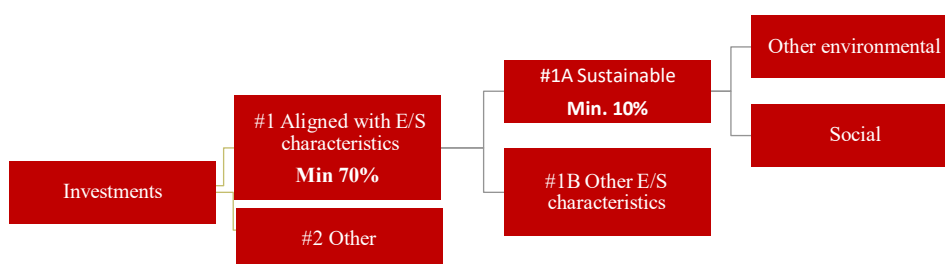 Investments
#1 Aligned with E/S
characteristics
Min 70%
#2 Other
#1A Sustainable
Min. 10%
#1B Other E/S
characteristics
Other environmental
Social